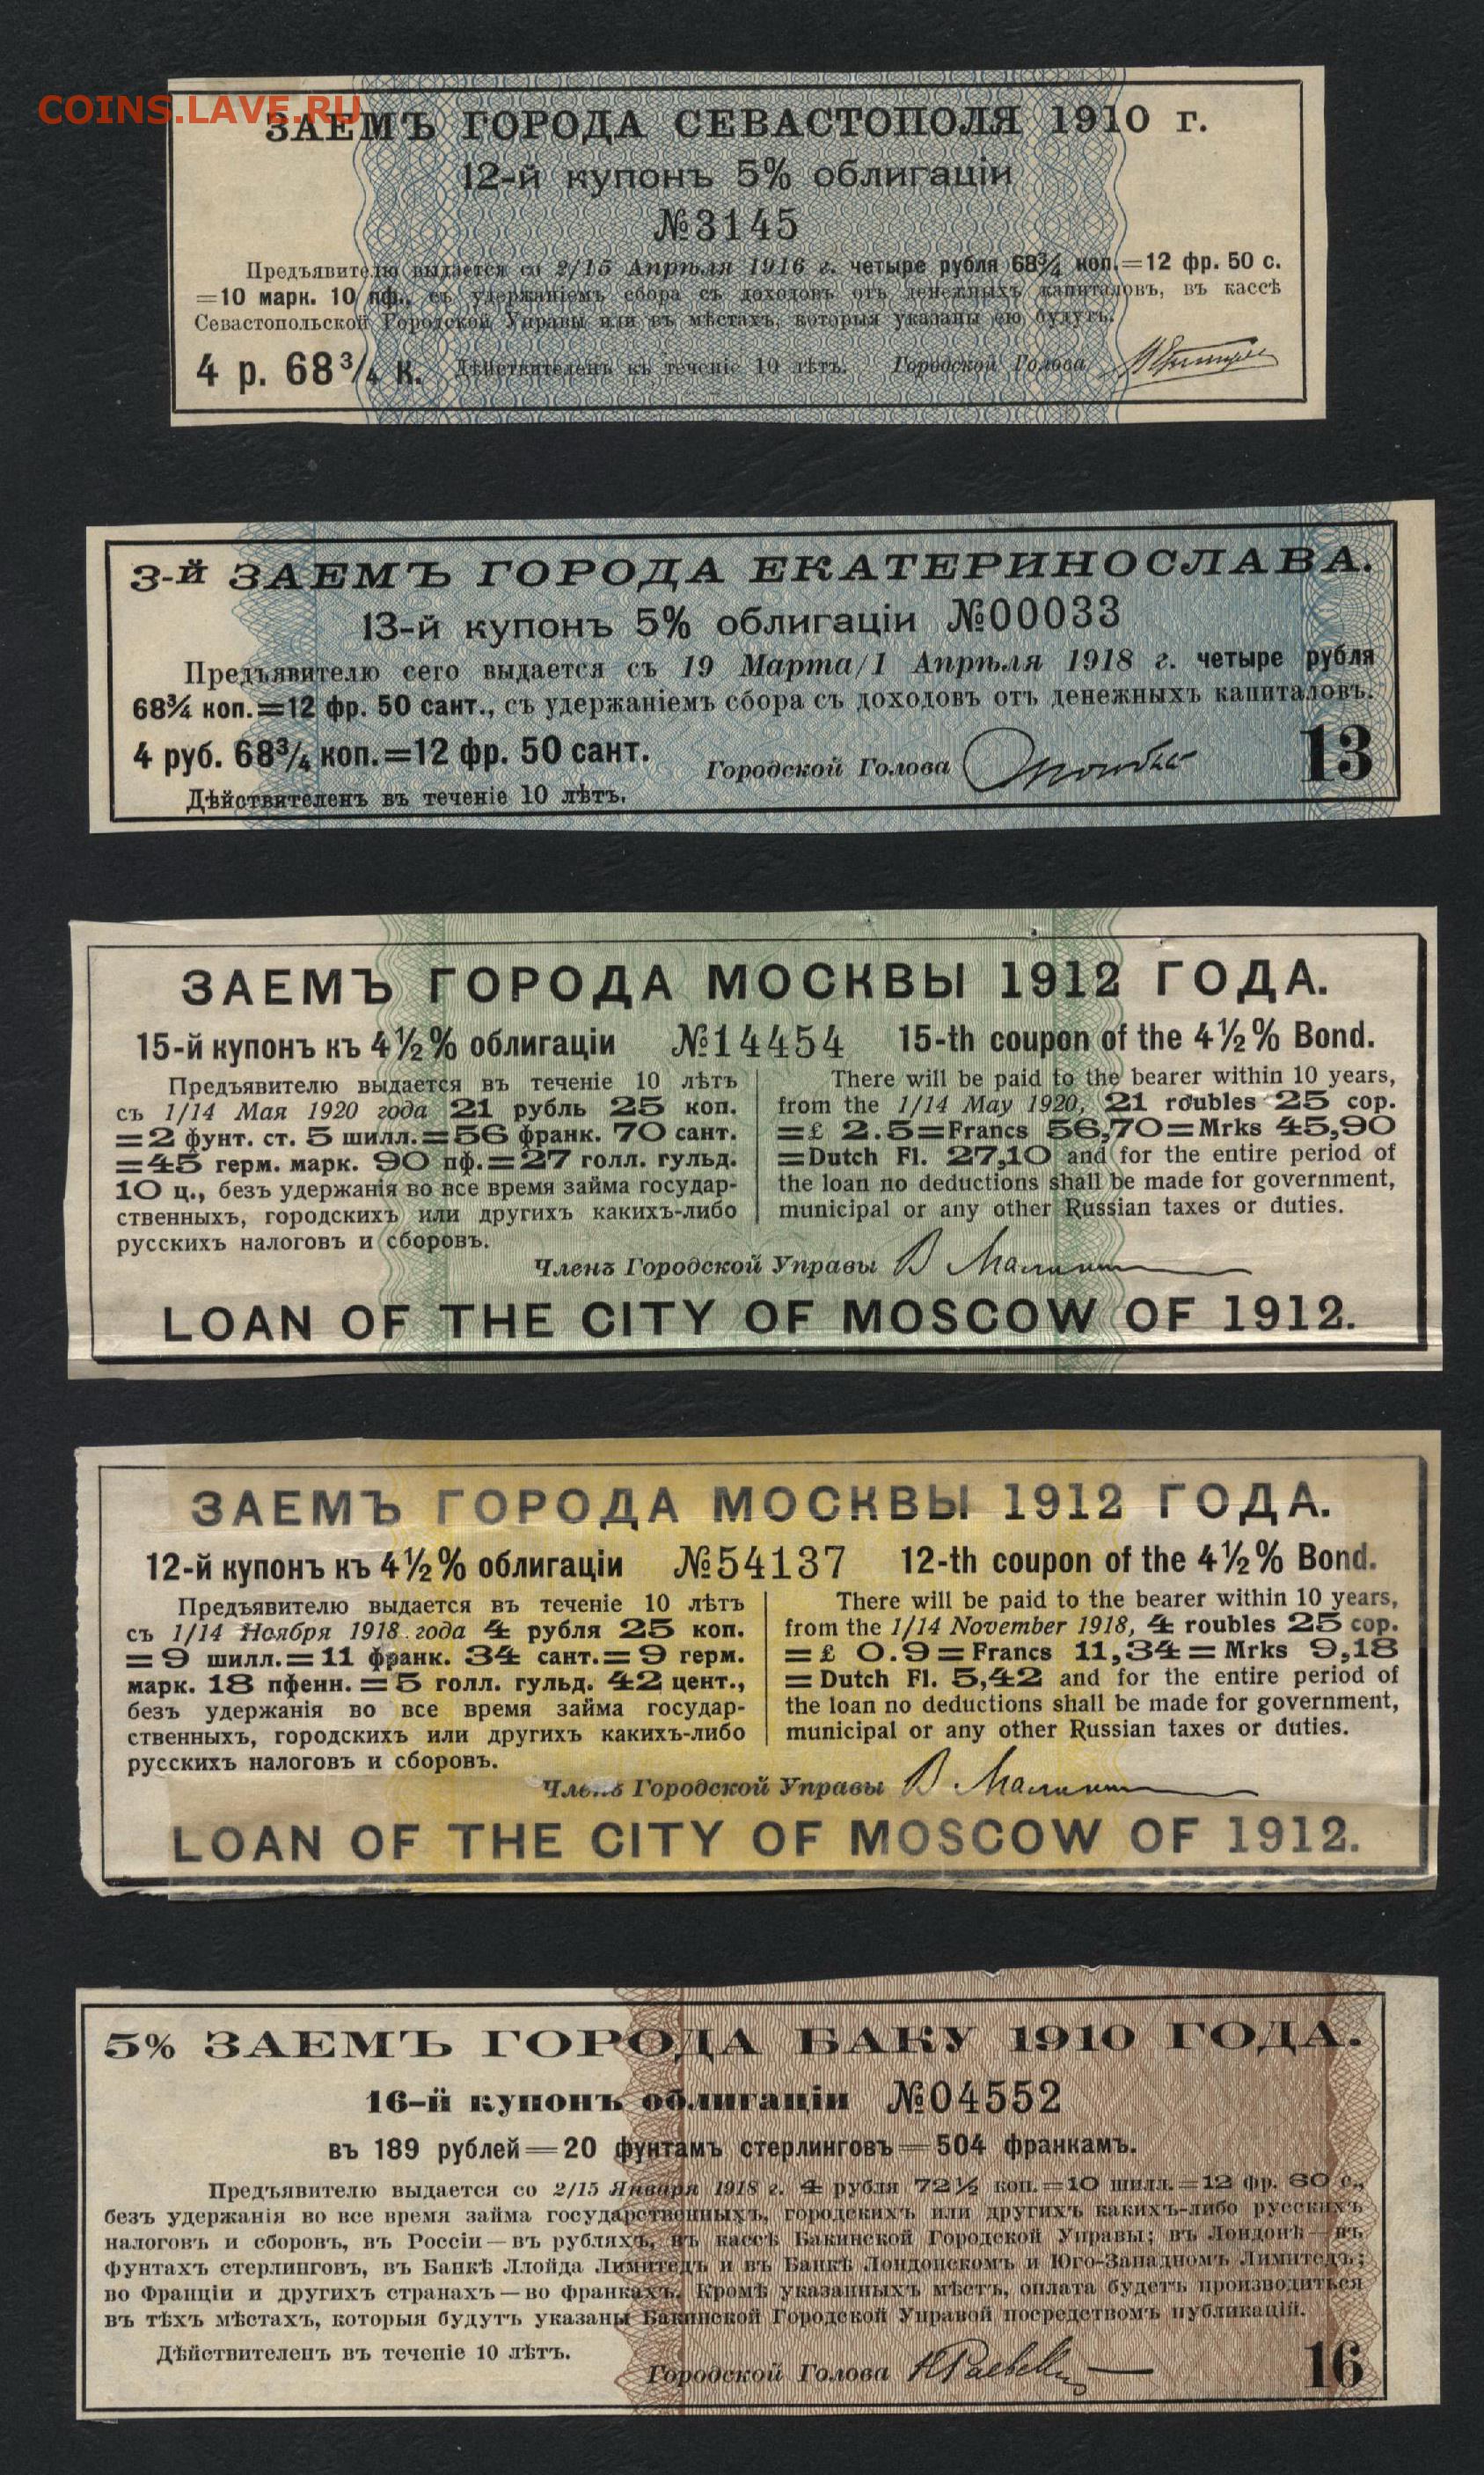 COINS.LAVE.RU
ЗАЕМЪ ГОРОДА СЕВАСТОПОЛЯ 1910 г.
12-й купонъ 5% облигаціи
№3145
Предъявителю выдается со 2/15 Апрѣля 1916 г. четыре рубля 68¾ коп.=12 фр. 50 с.
=10 марк. 10 пф., съ удержаніемъ сбора съ доходовъ отъ денежныхъ капиталовъ, въ кассѣ
Севастопольской Городской Управы или въ мѣстахъ, которыя указаны ею будутъ.
4 р. 68¾ к. Дѣйствителенъ въ теченіе 10 лѣтъ. Городской Голова
3-й ЗАЕМЪ ГОРОДА ЕКАТЕРИНОСЛАВА.
13-й купонъ 5% облигаціи №00033
Предъявителю сего выдается съ 19 Марта/1 Апрѣля 1918 г. четыре рубля
68¾ коп.=12 фр. 50 сант., съ удержаніемъ сбора съ доходовъ отъ денежныхъ капиталовъ.
4 руб. 68¾ коп.=12 фр. 50 сант. Городской Голова 13
Дѣйствителенъ въ теченіе 10 лѣтъ.
ЗАЕМЪ ГОРОДА МОСКВЫ 1912 ГОДА.
15-й купонъ къ 4½% облигаціи №14454 15-th coupon of the 4½% Bond.
Предъявителю выдается въ теченіе 10 лѣтъ
съ 1/14 Мая 1920 года 21 рубль 25 коп.
=2 фунт. ст. 5 шилл.=56 франк. 70 сант.
=45 герм. марк. 90 пф.=27 голл. гульд.
10 ц., безъ удержанія во все время займа государ-
ственныхъ, городскихъ или другихъ какихъ-либо
русскихъ налоговъ и сборовъ.
There will be paid to the bearer within 10 years,
from the 1/14 May 1920, 21 roubles 25 cop.
=£ 2.5=Francs 56,70=Mrks 45,90
=Dutch Fl. 27,10 and for the entire period of
the loan no deductions shall be made for government,
municipal or any other Russian taxes or duties.
Членъ Городской Управы
LOAN OF THE CITY OF MOSCOW OF 1912.
ЗАЕМЪ ГОРОДА МОСКВЫ 1912 ГОДА.
12-й купонъ къ 4½% облигаціи №54137 12-th coupon of the 4½% Bond.
Предъявителю выдается въ теченіе 10 лѣтъ
съ 1/14 Ноября 1918 года 4 рубля 25 коп.
=9 шилл.=11 франк. 34 сант.=9 герм.
марк. 18 пфенн.=5 голл. гульд. 42 цент.,
безъ удержанія во все время займа государ-
ственныхъ, городскихъ или другихъ какихъ-либо
русскихъ налоговъ и сборовъ.
There will be paid to the bearer within 10 years,
from the 1/14 November 1918, 4 roubles 25 cop.
=£ 0.9=Francs 11,34=Mrks 9,18
=Dutch Fl. 5,42 and for the entire period of
the loan no deductions shall be made for government,
municipal or any other Russian taxes or duties.
Членъ Городской Управы
LOAN OF THE CITY OF MOSCOW OF 1912.
5% ЗАЕМЪ ГОРОДА БАКУ 1910 ГОДА.
16-й купонъ облигаціи №04552
въ 189 рублей=20 фунтамъ стерлинговъ=504 франкамъ.
Предъявителю выдается со 2/15 Января 1918 г. 4 рубля 72½ коп.=10 шилл.=12 фр. 60 с.,
безъ удержанія во все время займа государственныхъ, городскихъ или другихъ какихъ-либо русскихъ
налоговъ и сборовъ, въ Россіи—въ рубляхъ, въ кассѣ Бакинской Городской Управы; въ Лондонѣ—въ
фунтахъ стерлинговъ, въ Банкѣ Ллойда Лимитедъ и въ Банкѣ Лондонскомъ и Юго-Западномъ Лимитедъ;
во Франціи и другихъ странахъ—во франкахъ. Кромѣ указанныхъ мѣстъ, оплата будетъ производиться
въ тѣхъ мѣстахъ, которыя будутъ указаны Бакинской Городской Управой посредствомъ публикацій.
Дѣйствителенъ въ теченіе 10 лѣтъ.
Городской Голова 16